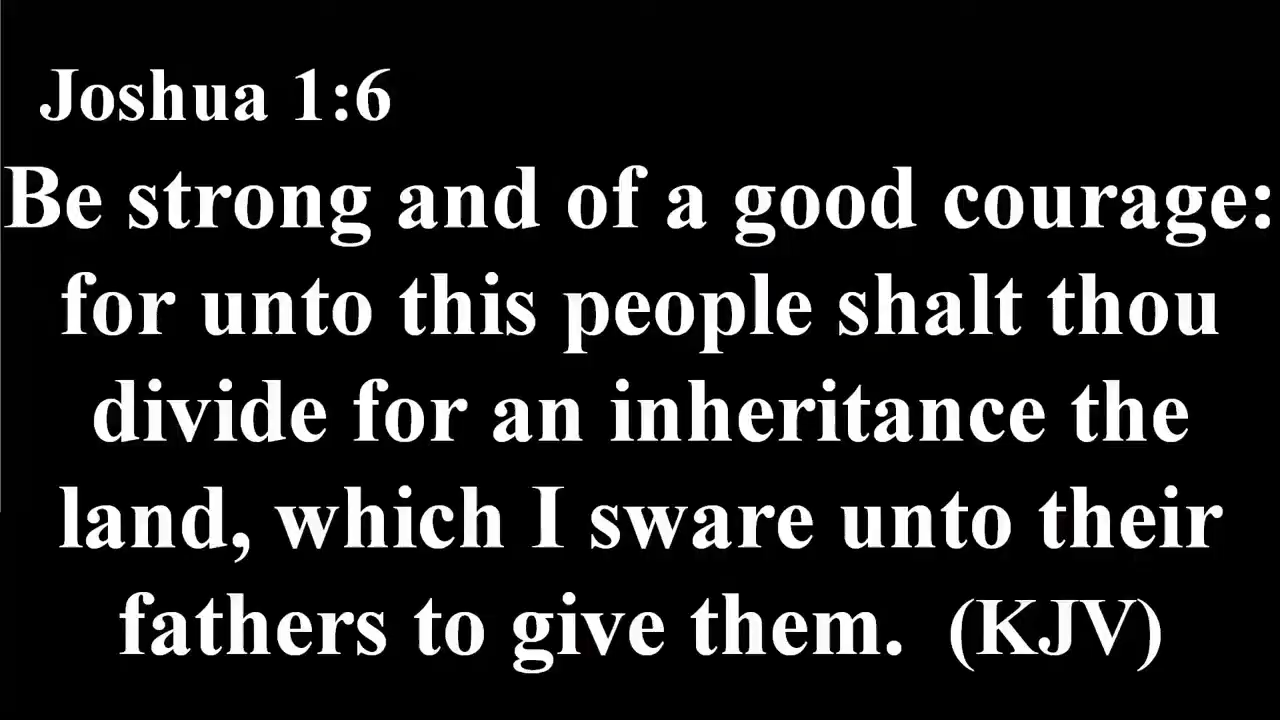 Joshua 1:6
Be strong and of a good courage:
for unto this people shalt thou
divide for an inheritance the
land, which I sware unto their
fathers to give them. (KJV)